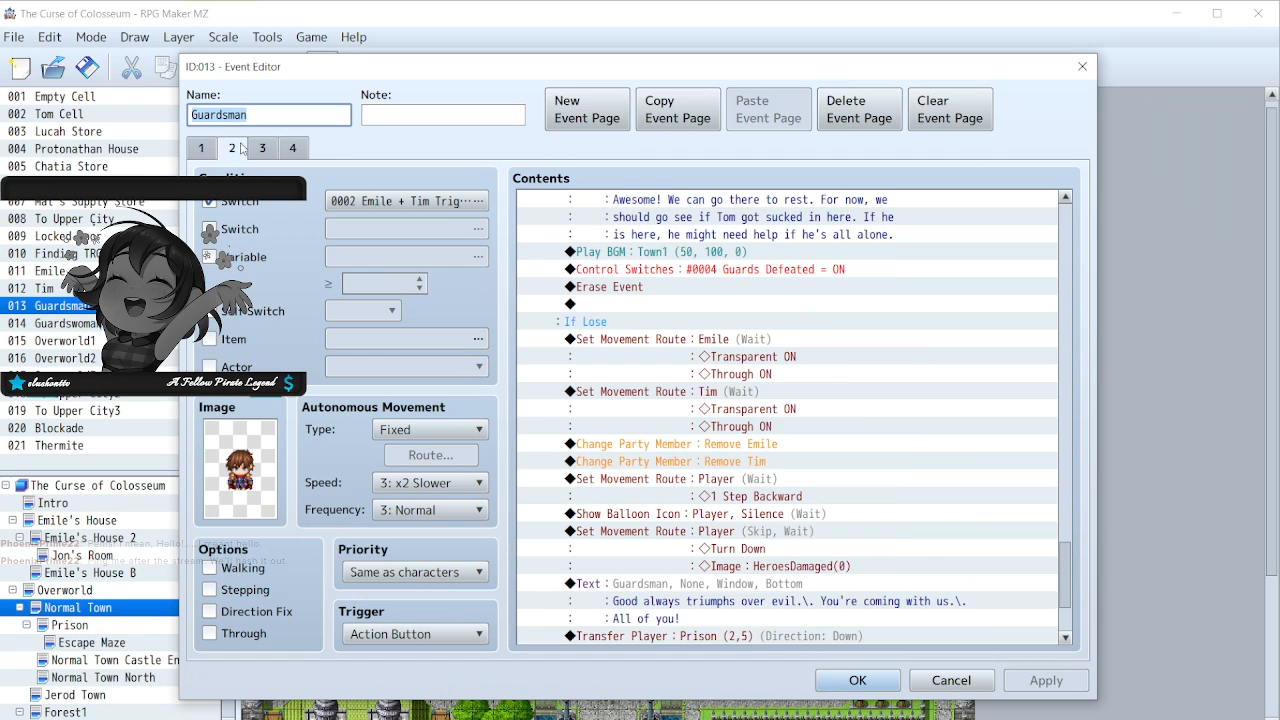 The Curse of Colosseum - RPG Maker MZ
File Edit Mode Draw Layer Scale Tools Game Help
ID:013 - Event Editor
Name:
Guardsman
Note:
New Event Page
Copy Event Page
Paste Event Page
Delete Event Page
Clear Event Page
1 2 3 4
001 Empty Cell
002 Tom Cell
003 Lucah Store
004 Protonathan House
005 Chatia Store
007 Mat's Supply Store
008 To Upper City
009 Locked
010 Finding TRO
011 Emile
012 Tim
013 Guardsman
014 Guardswoman
015 Overworld1
016 Overworld2
019 To Upper City3
020 Blockade
021 Thermite
elushontv
A Fellow Pirate Legend $
The Curse of Colosseum
Intro
Emile's House
Emile's House 2
Jon's Room
Emile's House B
Overworld
Normal Town
Prison
Escape Maze
Normal Town Castle En
Normal Town North
Jerod Town
Forest1
Switch
0002 Emile + Tim Trig… ...
Switch
...
Variable
...
≥
Self Switch
Item
...
Actor
Image
Autonomous Movement
Type: Fixed
Route...
Speed: 3: x2 Slower
Frequency: 3: Normal
Options
Walking
Stepping
Direction Fix
Through
Priority
Same as characters
Trigger
Action Button
Contents
: :Awesome! We can go there to rest. For now, we
: :should go see if Tom got sucked in here. If he
: :is here, he might need help if he's all alone.
◆Play BGM：Town1 (50, 100, 0)
◆Control Switches：#0004 Guards Defeated = ON
◆Erase Event
◆
: If Lose
◆Set Movement Route：Emile (Wait)
: :◇Transparent ON
: :◇Through ON
◆Set Movement Route：Tim (Wait)
: :◇Transparent ON
: :◇Through ON
◆Change Party Member：Remove Emile
◆Change Party Member：Remove Tim
◆Set Movement Route：Player (Wait)
: :◇1 Step Backward
◆Show Balloon Icon：Player, Silence (Wait)
◆Set Movement Route：Player (Skip, Wait)
: :◇Turn Down
: :◇Image：HeroesDamaged(0)
◆Text：Guardsman, None, Window, Bottom
: :Good always triumphs over evil.\. You're coming with us.\.
: :All of you!
◆Transfer Player：Prison (2,5) (Direction: Down)
OK
Cancel
Apply